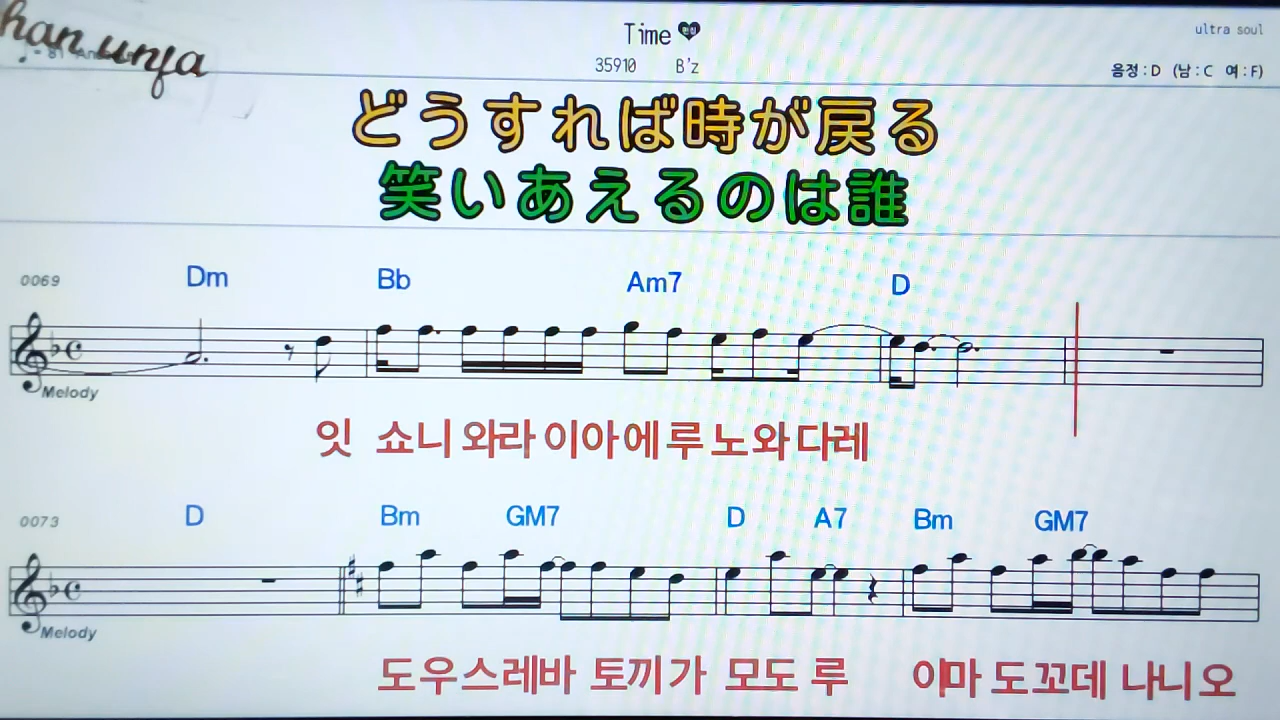 han unja
Time
ultra soul
35910 B'z
음정:D (남:C 여:F)
どうすれば時が戻る
笑いあえるのは誰
0069 Dm Bb Am7 D
Melody
잇 쇼니 와라 이아에루 노와 다레
0073 D Bm GM7 D A7 Bm GM7
Melody
도우스레바 토끼가 모도 루 이마 도꼬데 나니오